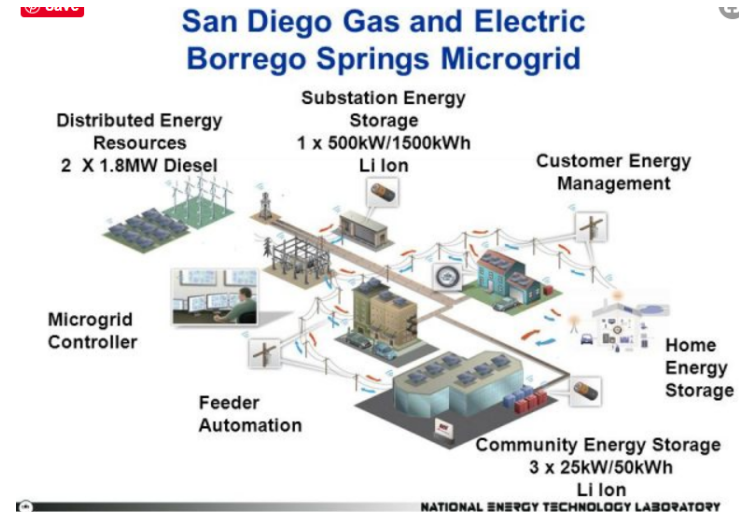 Save
San Diego Gas and Electric
Borrego Springs Microgrid
Substation Energy
Storage
1 x 500kW/1500kWh
Li Ion
Distributed Energy
Resources
2 X 1.8MW Diesel
Customer Energy
Management
Microgrid
Controller
Home
Energy
Storage
Feeder
Automation
Community Energy Storage
3 x 25kW/50kWh
Li Ion
NATIONAL ENERGY TECHNOLOGY LABORATORY